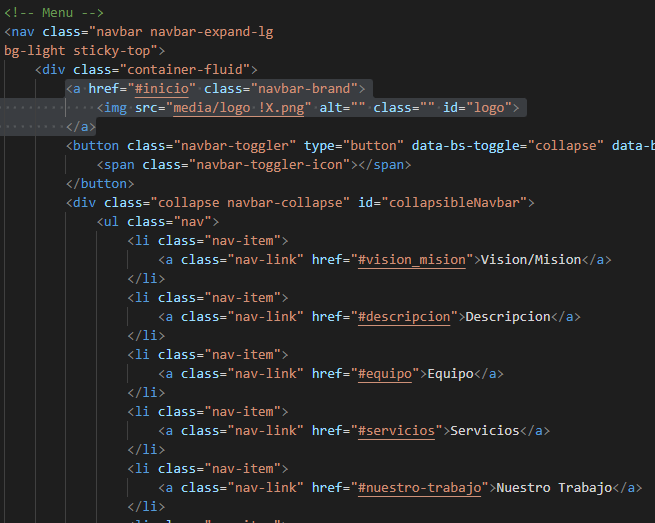 <!-- Menu -->
<nav class="navbar navbar-expand-lg
bg-light sticky-top">
<div class="container-fluid">
<a href="#inicio" class="navbar-brand">
<img src="media/logo !X.png" alt="" class="" id="logo">
</a>
<button class="navbar-toggler" type="button" data-bs-toggle="collapse" data-b
<span class="navbar-toggler-icon"></span>
</button>
<div class="collapse navbar-collapse" id="collapsibleNavbar">
<ul class="nav">
<li class="nav-item">
<a class="nav-link" href="#vision_mision">Vision/Mision</a>
</li>
<li class="nav-item">
<a class="nav-link" href="#descripcion">Descripcion</a>
</li>
<li class="nav-item">
<a class="nav-link" href="#equipo">Equipo</a>
</li>
<li class="nav-item">
<a class="nav-link" href="#servicios">Servicios</a>
</li>
<li class="nav-item">
<a class="nav-link" href="#nuestro-trabajo">Nuestro Trabajo</a>
</li>